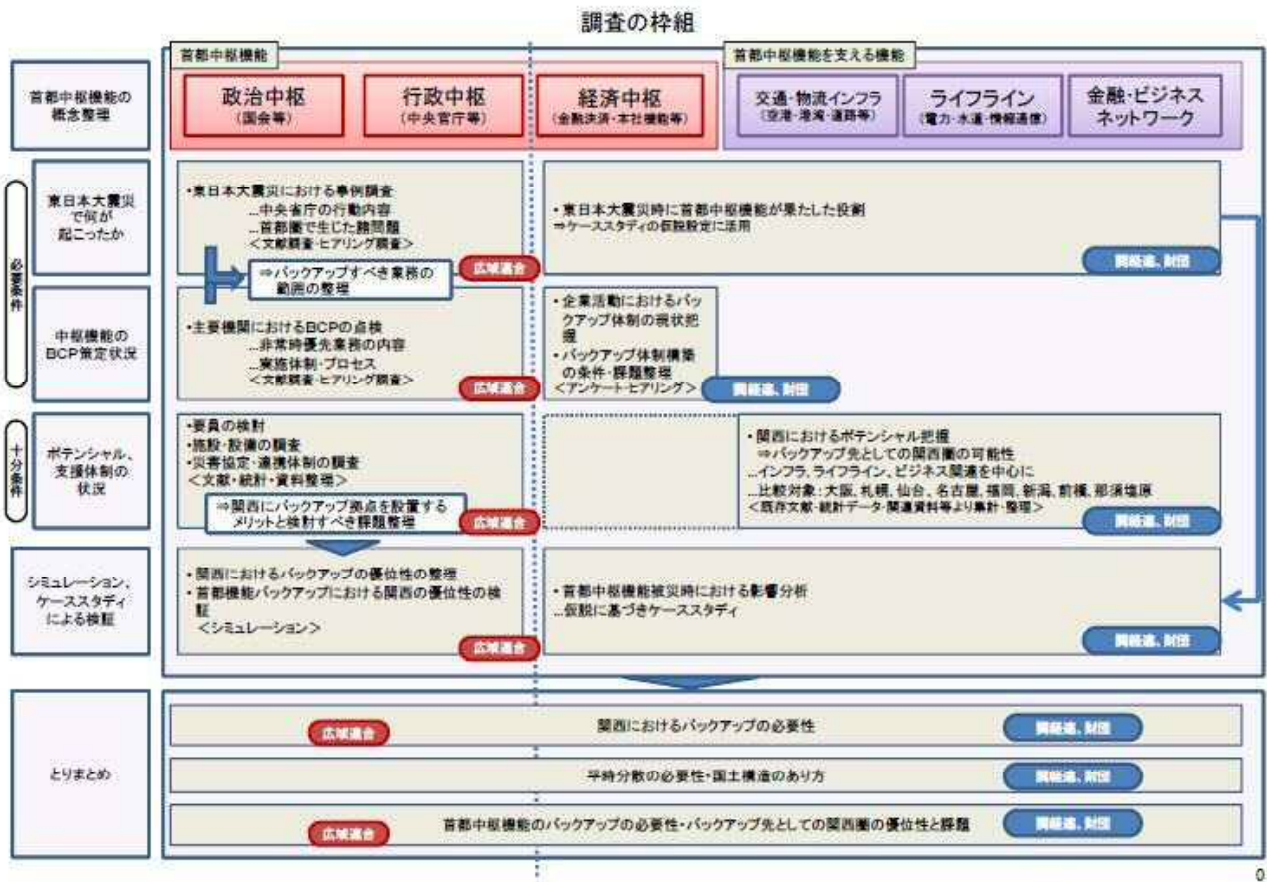 調査の枠組
首都中枢機能
首都中枢機能を支える機能
首都中枢機能の
概念整理
政治中枢
(国会等)
行政中枢
(中央官庁等)
経済中枢
(金融決済・本社機能等)
交通・物流インフラ
(空港・港湾・道路等)
ライフライン
(電力・水道・情報通信)
金融・ビジネス
ネットワーク
必要条件
東日本大震災
で何が
起こったか
・東日本大震災における事例調査
…中央省庁の行動内容
…首都圏で生じた諸問題
<文献調査・ヒアリング調査>
広域連合
⇒バックアップすべき業務の
範囲の整理
・東日本大震災時に首都中枢機能が果たした役割
⇒ケーススタディの仮説設定に活用
関経連、財団
中枢機能の
BCP策定状況
・主要機関におけるBCPの点検
…非常時優先業務の内容
…実施体制・プロセス
<文献調査・ヒアリング調査>
広域連合
・企業活動におけるバッ
クアップ体制の現状把
握
・バックアップ体制構築
の条件・課題整理
<アンケート・ヒアリング>
関経連、財団
十分条件
ポテンシャル、
支援体制の
状況
・要員の検討
・施設・設備の調査
・災害協定・連携体制の調査
<文献・統計・資料整理>
⇒関西にバックアップ拠点を設置する
メリットと検討すべき課題整理
広域連合
・関西におけるポテンシャル把握
⇒バックアップ先としての関西圏の可能性
…インフラ、ライフライン、ビジネス関連を中心に
…比較対象：大阪、札幌、仙台、名古屋、福岡、新潟、前橋、那須塩原
<既存文献・統計データ・関連資料等より集計・整理>
関経連、財団
シミュレーション、
ケーススタディ
による検証
・関西におけるバックアップの優位性の整理
・首都機能バックアップにおける関西の優位性の検
証
<シミュレーション>
広域連合
・首都中枢機能被災時における影響分析
…仮説に基づきケーススタディ
関経連、財団
とりまとめ
広域連合
関西におけるバックアップの必要性
関経連、財団
平時分散の必要性・国土構造のあり方
関経連、財団
広域連合
首都中枢機能のバックアップの必要性・バックアップ先としての関西圏の優位性と課題
関経連、財団
0